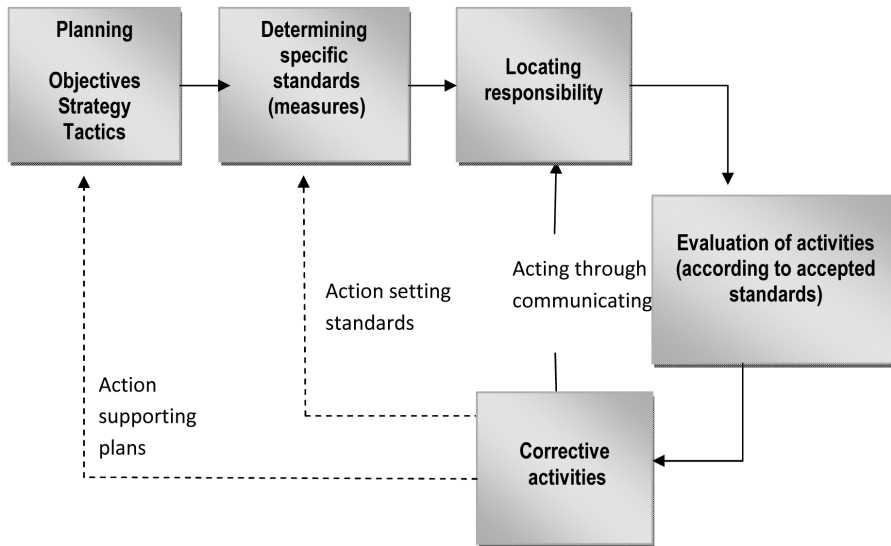 Planning
Objectives
Strategy
Tactics
Determining
specific
standards
(measures)
Locating
responsibility
Evaluation of activities
(according to accepted
standards)
Acting through
communicating
Action setting
standards
Action
supporting
plans
Corrective
activities